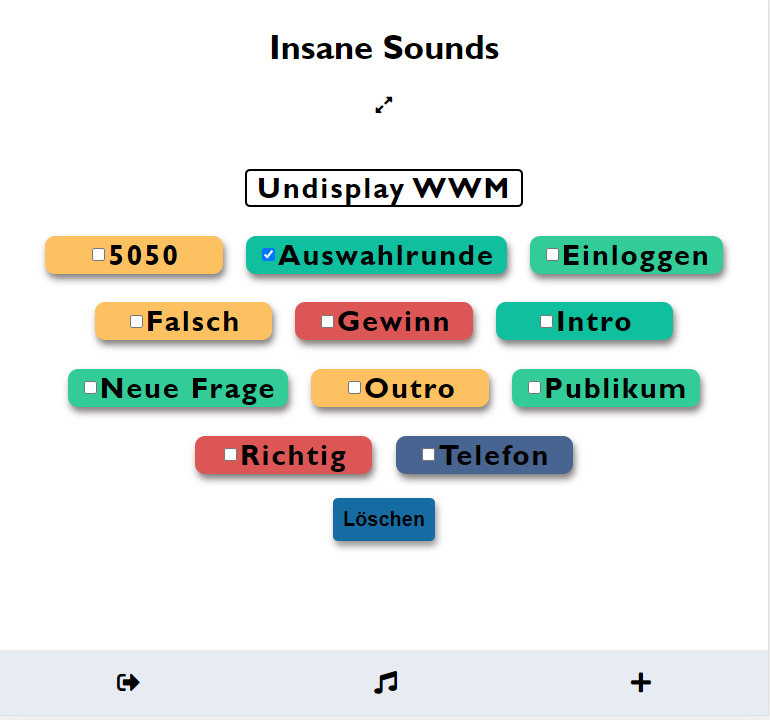 Insane Sounds
Undisplay WWM
5050 Auswahlrunde Einloggen
Falsch Gewinn Intro
Neue Frage Outro Publikum
Richtig Telefon
Löschen